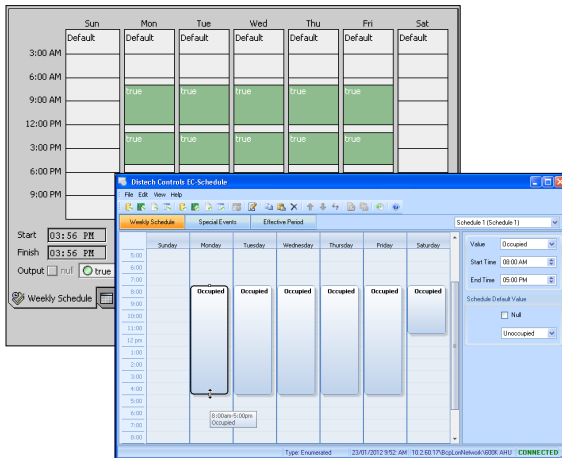 Sun Mon Tue Wed Thu Fri Sat
Default Default Default Default Default Default Default
3:00 AM
6:00 AM
9:00 AM
true true true true true
12:00 PM
3:00 PM
true true true true true
6:00 PM
9:00 PM
Start 03:56 PM
Finish 03:56 PM
Output null true
Weekly Schedule
Distech Controls EC-Schedule
File Edit View Help
Weekly Schedule Special Events Effective Period Schedule 1 (Schedule 1)
Sunday Monday Tuesday Wednesday Thursday Friday Saturday
5:00
6:00
7:00
8:00
9:00
10:00
11:00
12 pm
1:00
2:00
3:00
4:00
5:00
6:00
7:00
8:00
Occupied Occupied Occupied Occupied Occupied Occupied
8:00am-5:00pm
Occupied
Value Occupied
Start Time 08:00 AM
End Time 05:00 PM
Schedule Default Value
Null
Unoccupied
Type: Enumerated 23/01/2012 9:52 AM 10.2.60.17\BcpLonNetwork\600K AHU CONNECTED